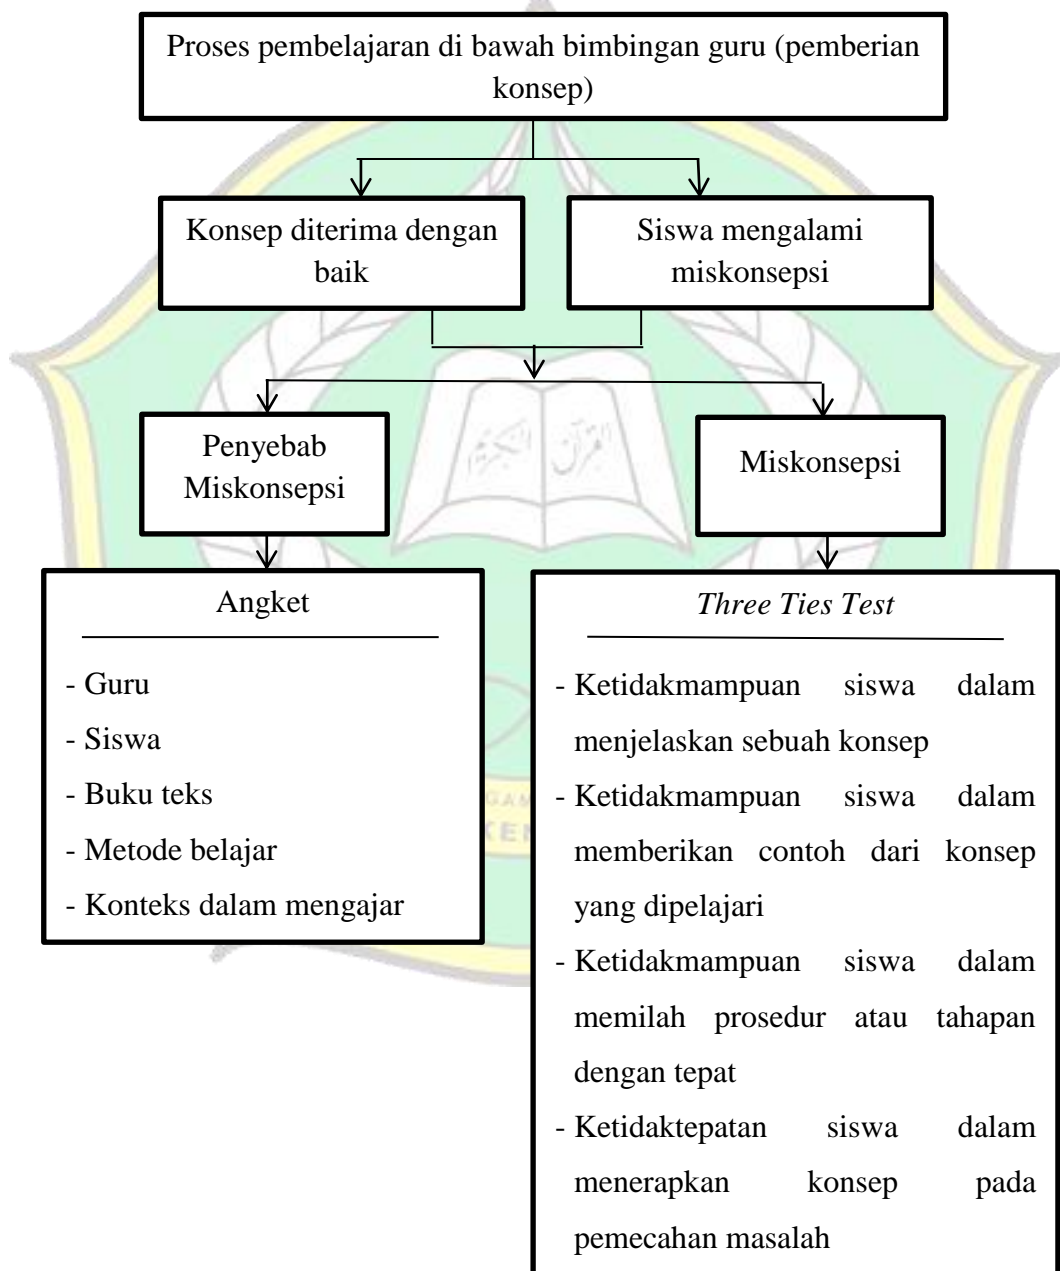 Proses pembelajaran di bawah bimbingan guru (pemberian
konsep)
Konsep diterima dengan
baik
Siswa mengalami
miskonsepsi
Penyebab
Miskonsepsi
Miskonsepsi
Angket
- Guru
- Siswa
- Buku teks
- Metode belajar
- Konteks dalam mengajar
Three Ties Test
- Ketidakmampuan siswa dalam
menjelaskan sebuah konsep
- Ketidakmampuan siswa dalam
memberikan contoh dari konsep
yang dipelajari
- Ketidakmampuan siswa dalam
memilah prosedur atau tahapan
dengan tepat
- Ketidaktepatan siswa dalam
menerapkan konsep pada
pemecahan masalah